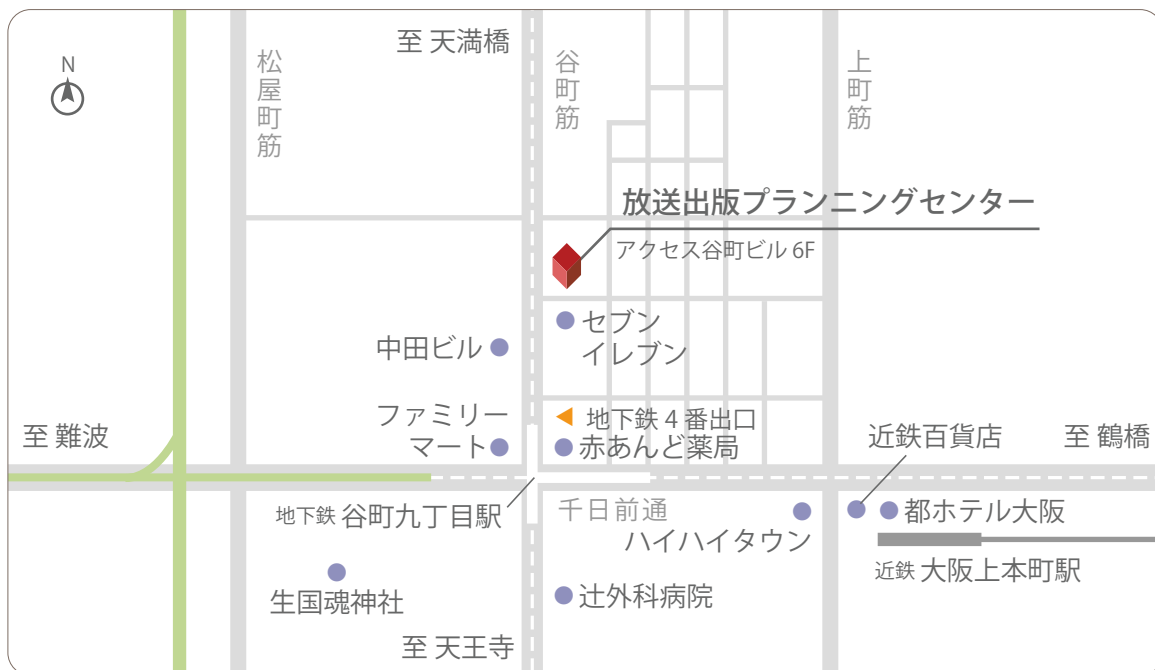 至 天満橋
N
松屋町筋
谷町筋
上町筋
放送出版プランニングセンター
アクセス谷町ビル 6F
セブン
イレブン
中田ビル
ファミリー
マート
地下鉄 4 番出口
赤あんど薬局
至 難波
近鉄百貨店
至 鶴橋
地下鉄 谷町九丁目駅
千日前通
ハイハイタウン
都ホテル大阪
近鉄 大阪上本町駅
生国魂神社
辻外科病院
至 天王寺